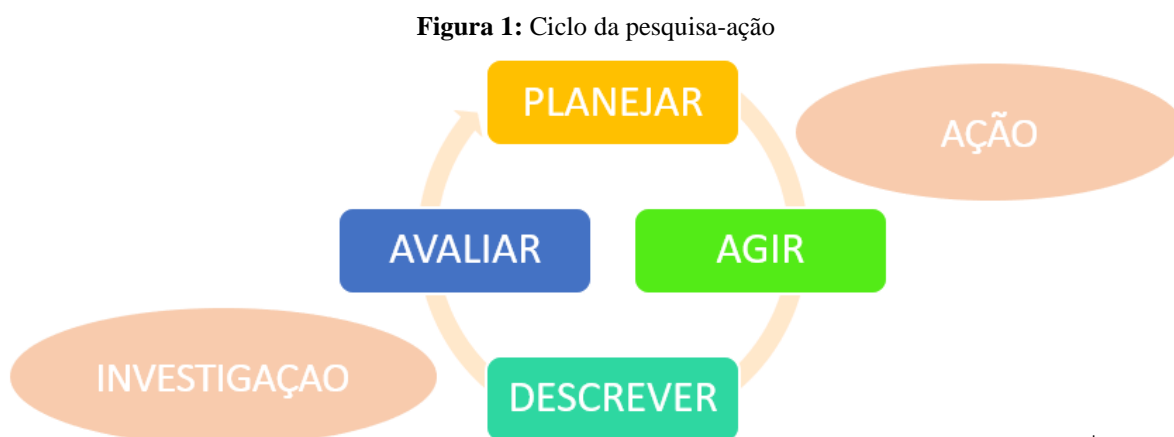 Figura 1: Ciclo da pesquisa-ação
PLANEJAR
AÇÃO
AVALIAR
AGIR
INVESTIGAÇAO
DESCREVER